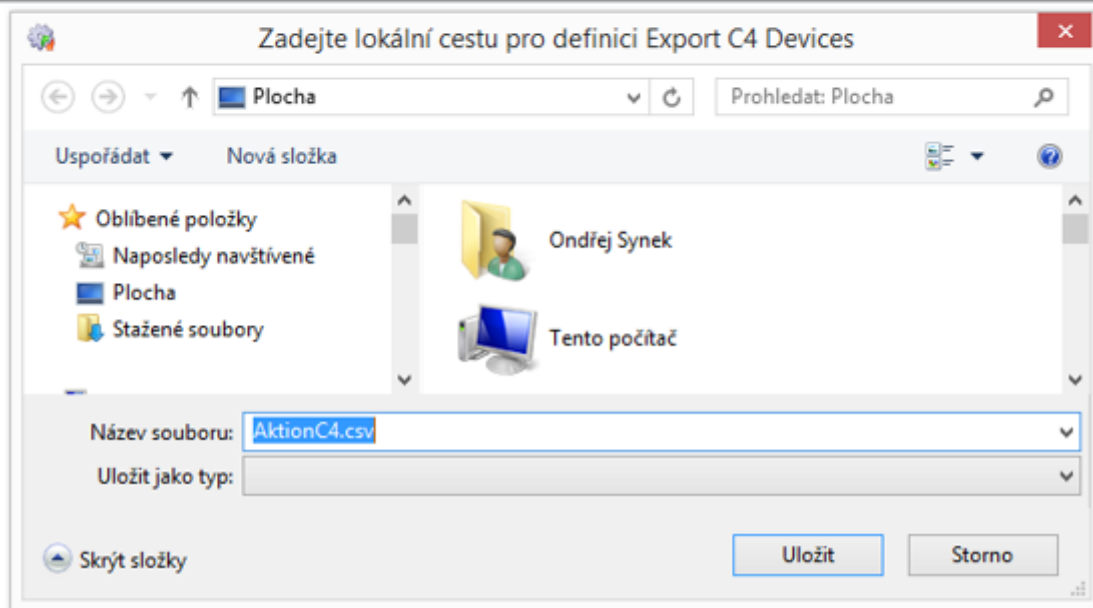 Zadejte lokální cestu pro definici Export C4 Devices
Plocha
Prohledat: Plocha
Uspořádat
Nová složka
Oblíbené položky
Naposledy navštívené
Plocha
Stažené soubory
Ondřej Synek
Tento počítač
Název souboru: AktionC4.csv
Uložit jako typ:
Skrýt složky
Uložit
Storno